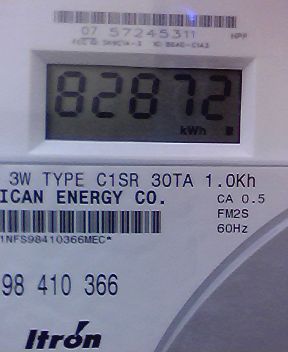 07 57245311
NPP
82872
kWh
3W TYPE C1SR 30TA 1.0Kh
ICAN ENERGY CO.
CA 0.5
FM2S
60Hz
1NFS98410366MEC*
98 410 366
Itron